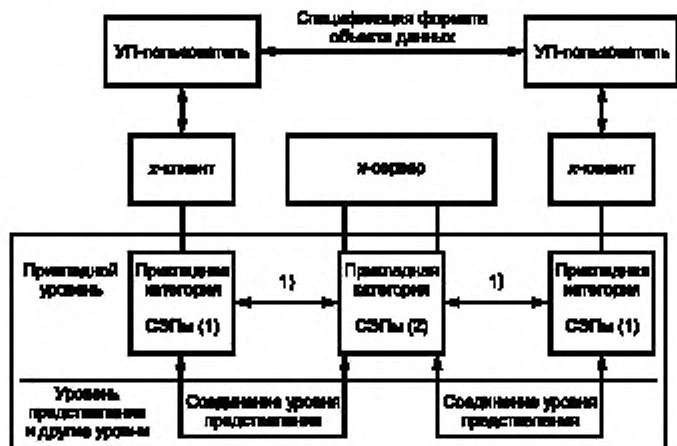 Спецификация формата
объекта данных
УП-пользователь
УП-пользователь
x-клиент
x-сервер
x-клиент
Прикладной
уровень
Прикладная
категория
СЭПы (1)
1)
Прикладная
категория
СЭПы (2)
1)
Прикладная
категория
СЭПы (1)
Уровень
представления
и другие уровни
Соединение уровня
представления
Соединение уровня
представления